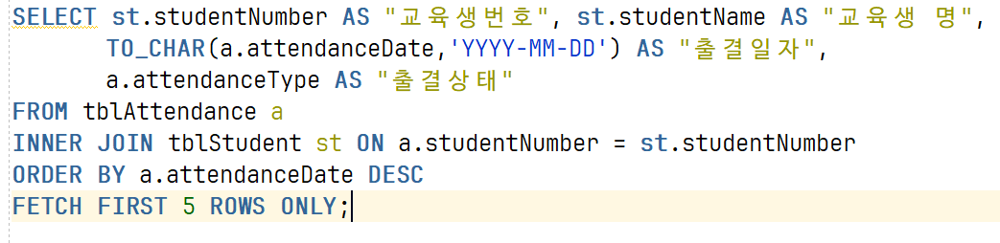 SELECT st.studentNumber AS "교육생번호", st.studentName AS "교육생 명",
TO_CHAR(a.attendanceDate,'YYYY-MM-DD') AS "출결일자",
a.attendanceType AS "출결상태"
FROM tblAttendance a
INNER JOIN tblStudent st ON a.studentNumber = st.studentNumber
ORDER BY a.attendanceDate DESC
FETCH FIRST 5 ROWS ONLY;